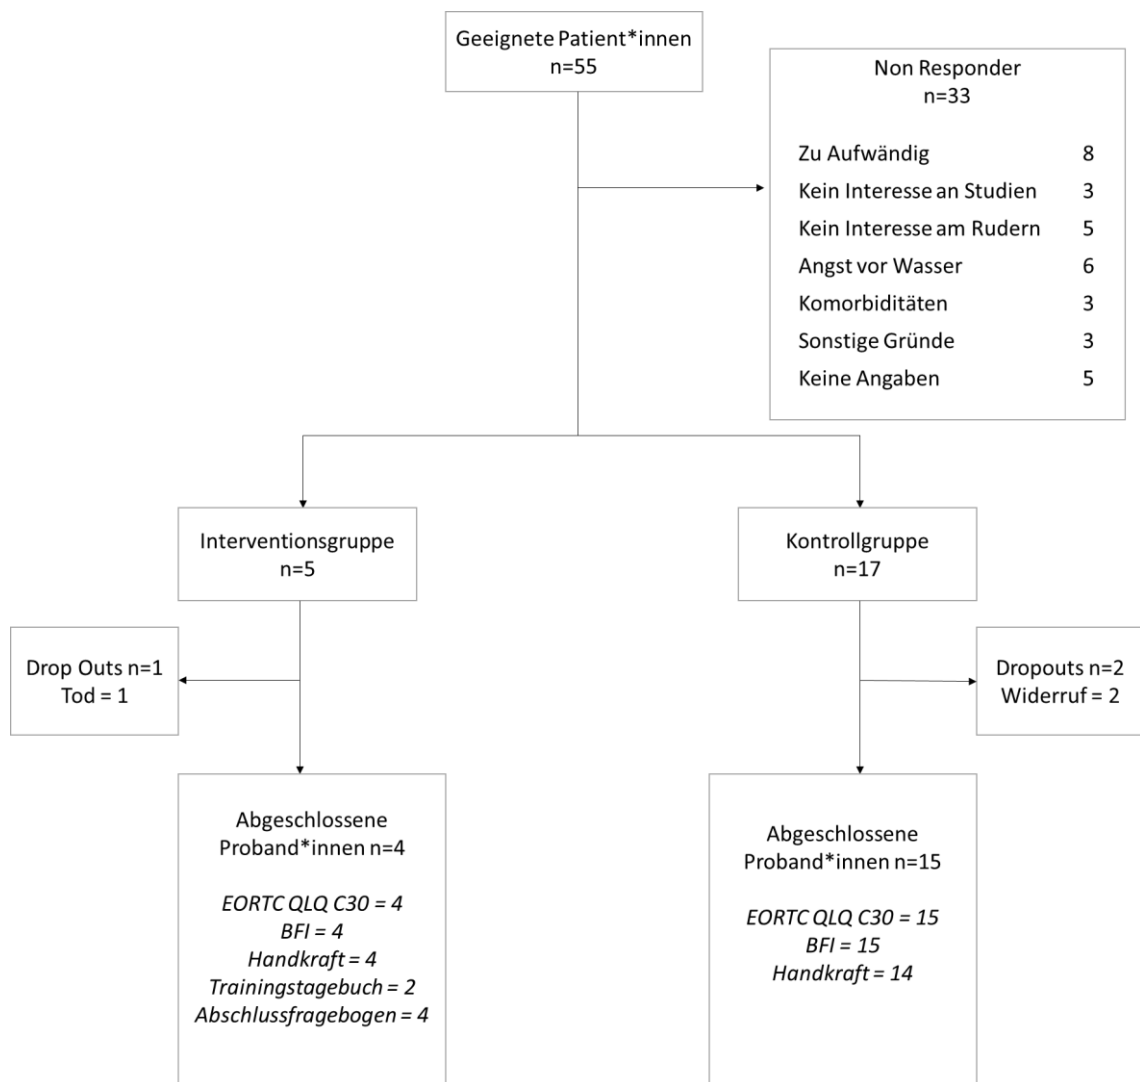 Geeignete Patient*innen
n=55
Non Responder
n=33
Zu Aufwändig 8
Kein Interesse an Studien 3
Kein Interesse am Rudern 5
Angst vor Wasser 6
Komorbiditäten 3
Sonstige Gründe 3
Keine Angaben 5
Interventionsgruppe
n=5
Kontrollgruppe
n=17
Drop Outs n=1
Tod = 1
Dropouts n=2
Widerruf = 2
Abgeschlossene
Proband*innen n=4
EORTC QLQ C30 = 4
BFI = 4
Handkraft = 4
Trainingstagebuch = 2
Abschlussfragebogen = 4
Abgeschlossene
Proband*innen n=15
EORTC QLQ C30 = 15
BFI = 15
Handkraft = 14